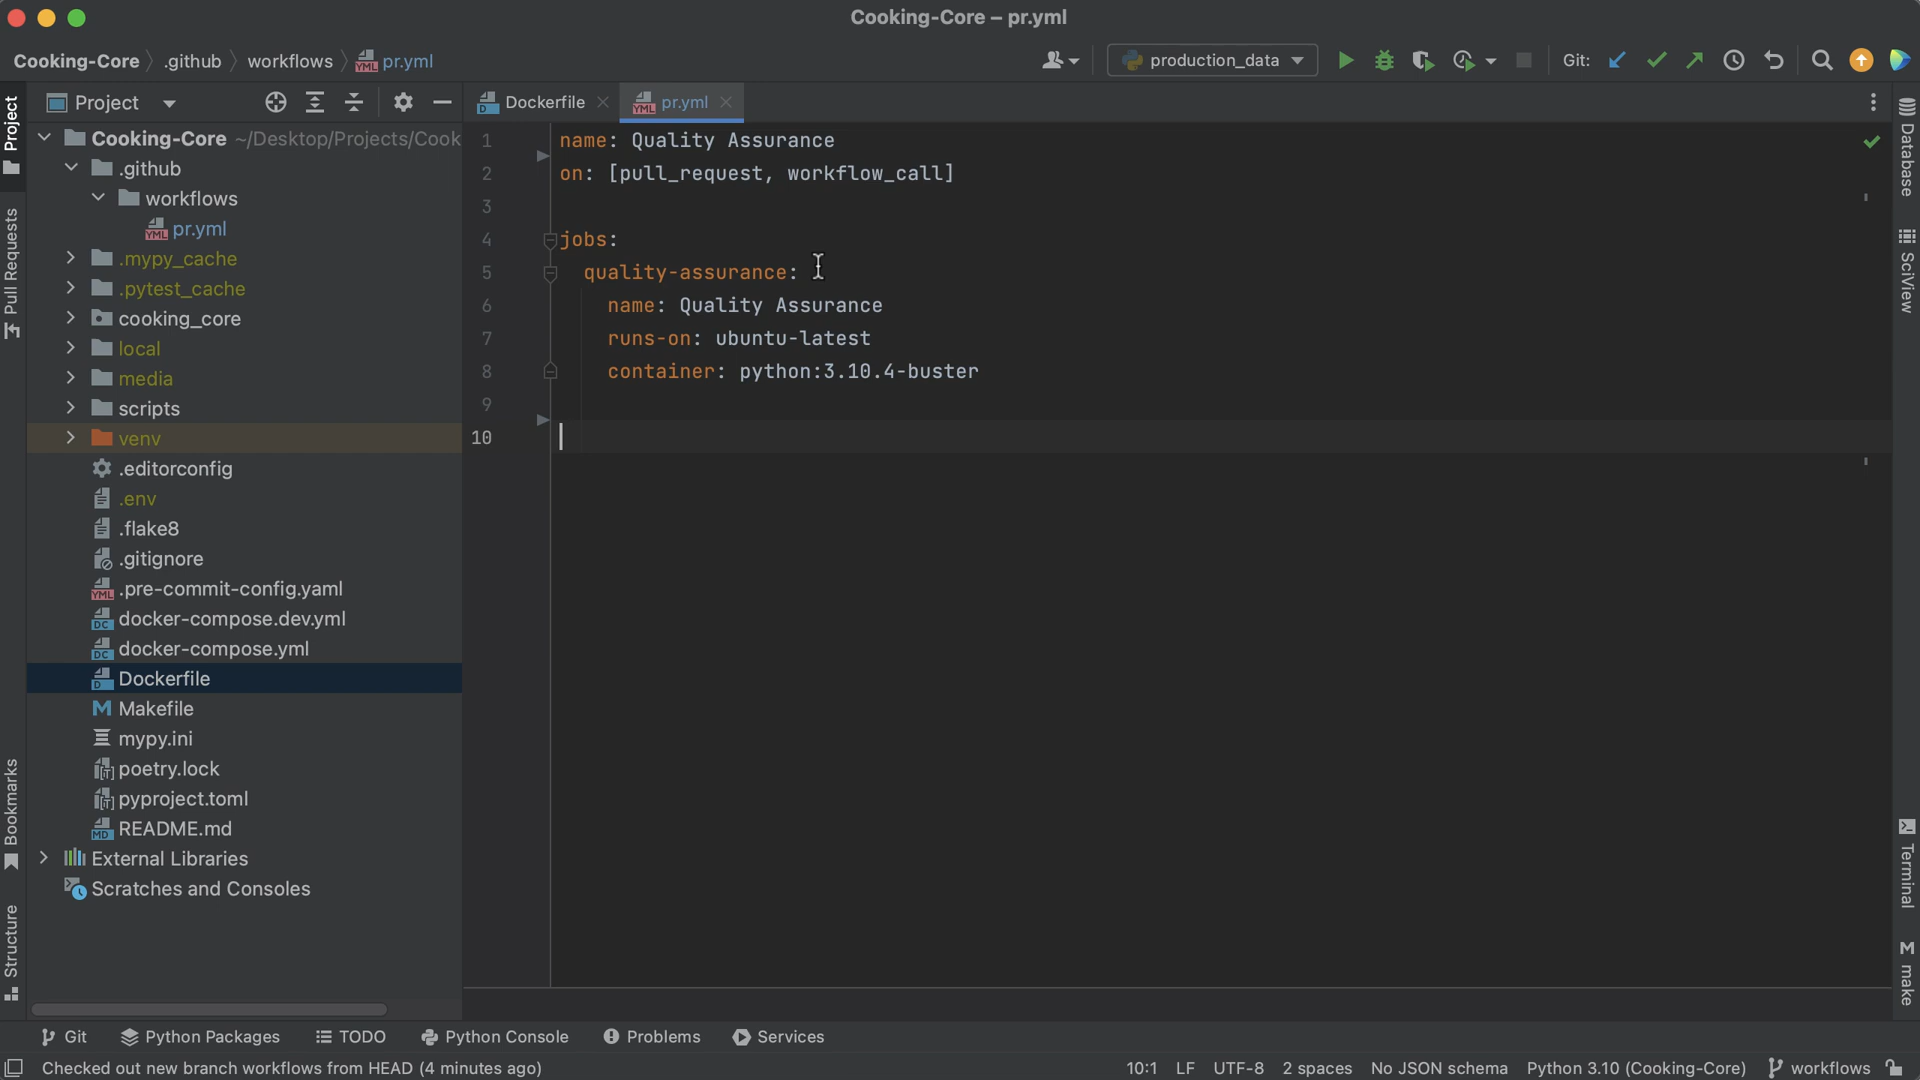 Cooking-Core – pr.yml
Cooking-Core .github workflows pr.yml
production_data
Git:
Project
Dockerfile
pr.yml
Cooking-Core ~/Desktop/Projects/Cook
.github
workflows
pr.yml
.mypy_cache
.pytest_cache
cooking_core
local
media
scripts
venv
.editorconfig
.env
.flake8
.gitignore
.pre-commit-config.yaml
docker-compose.dev.yml
docker-compose.yml
Dockerfile
Makefile
mypy.ini
poetry.lock
pyproject.toml
README.md
External Libraries
Scratches and Consoles
1 name: Quality Assurance
2 on: [pull_request, workflow_call]
3
4 jobs:
5 quality-assurance:
6 name: Quality Assurance
7 runs-on: ubuntu-latest
8 container: python:3.10.4-buster
9
10
Project
Pull Requests
Bookmarks
Structure
Database
SciView
Terminal
make
Git
Python Packages
TODO
Python Console
Problems
Services
Checked out new branch workflows from HEAD (4 minutes ago)
10:1 LF UTF-8 2 spaces No JSON schema Python 3.10 (Cooking-Core) workflows